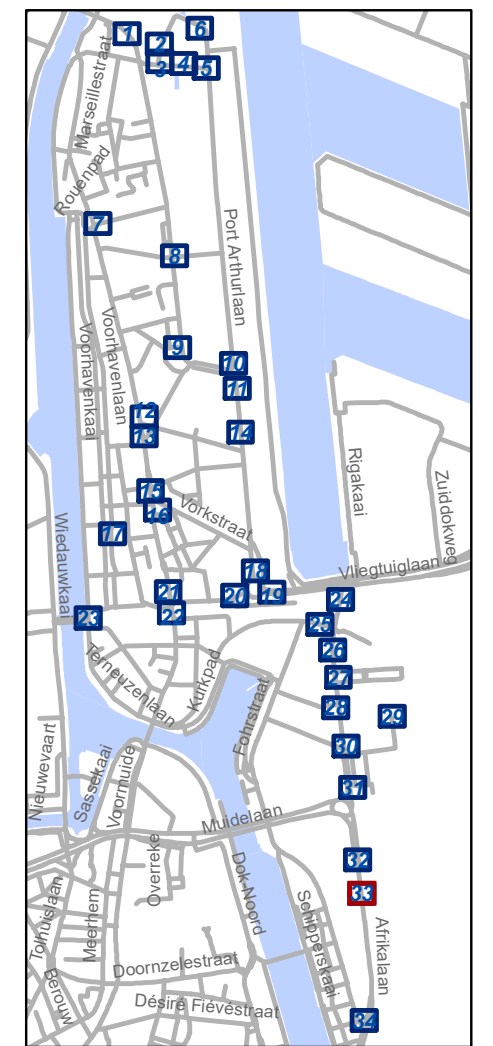 1
2
3
4
5
6
Marseillestraat
Rouenpad
7
8
Port Arthurlaan
Voorhavenlaan
Voorhavenkaai
9
10
11
12
13
14
15
16
17
Vorkstraat
Rigakaai
Zuiddokweg
Wiedauwkaai
Vliegtuiglaan
18
19
20
21
22
23
24
25
26
27
28
29
30
31
Terneuzenlaan
Kurkpad
Fohrstraat
Nieuwevaart
Sassekaai
Voormuide
Muidelaan
32
33
Overreke
Dok-Noord
Schipperskaai
Afrikalaan
Tolhuislaan
Meerhem
Berouw
Doornzelestraat
Désiré Fiévéstraat
34